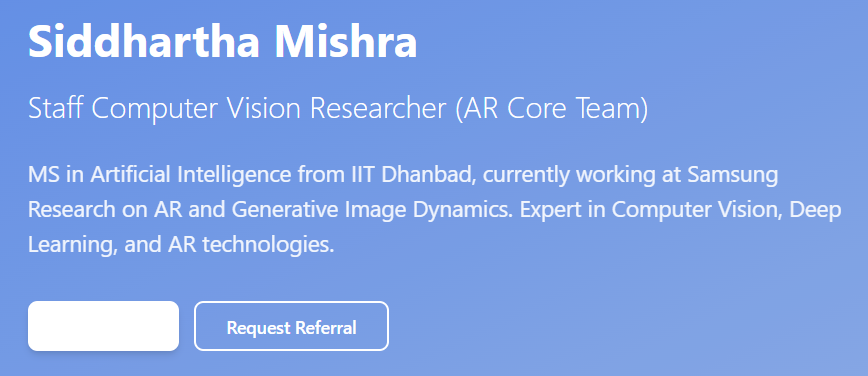 Siddhartha Mishra
Staff Computer Vision Researcher (AR Core Team)
MS in Artificial Intelligence from IIT Dhanbad, currently working at Samsung
Research on AR and Generative Image Dynamics. Expert in Computer Vision, Deep
Learning, and AR technologies.
Request Referral